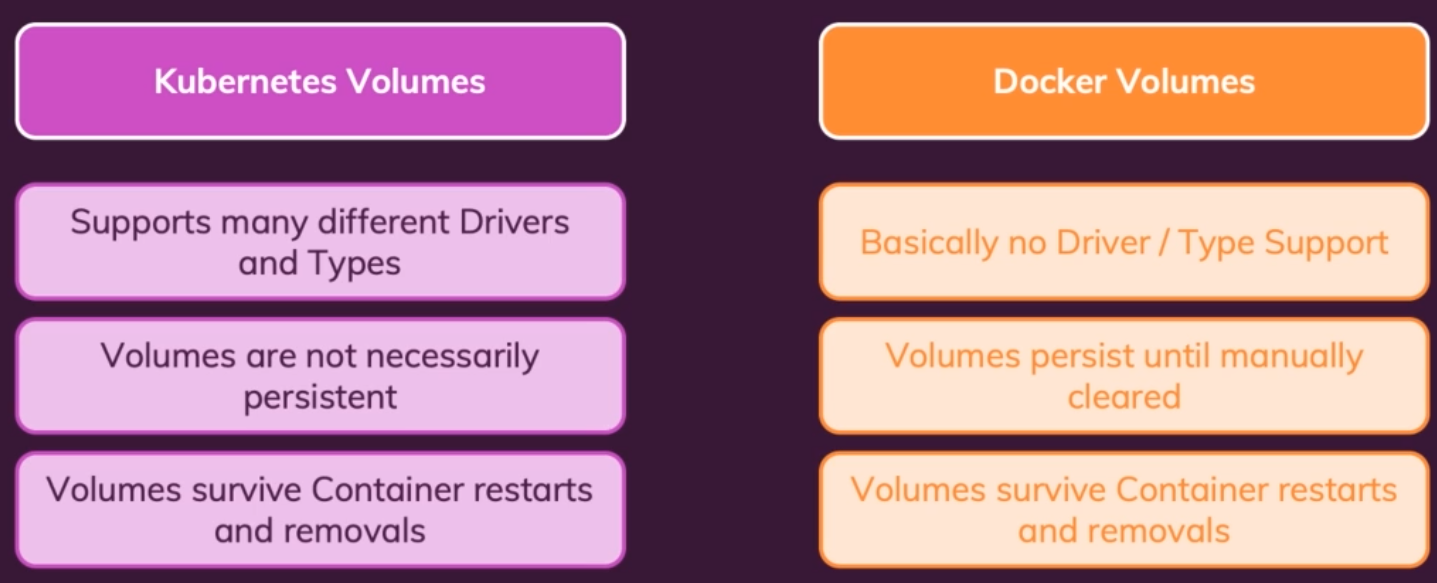 Kubernetes Volumes
Docker Volumes
Supports many different Drivers
and Types
Basically no Driver / Type Support
Volumes are not necessarily
persistent
Volumes persist until manually
cleared
Volumes survive Container restarts
and removals
Volumes survive Container restarts
and removals